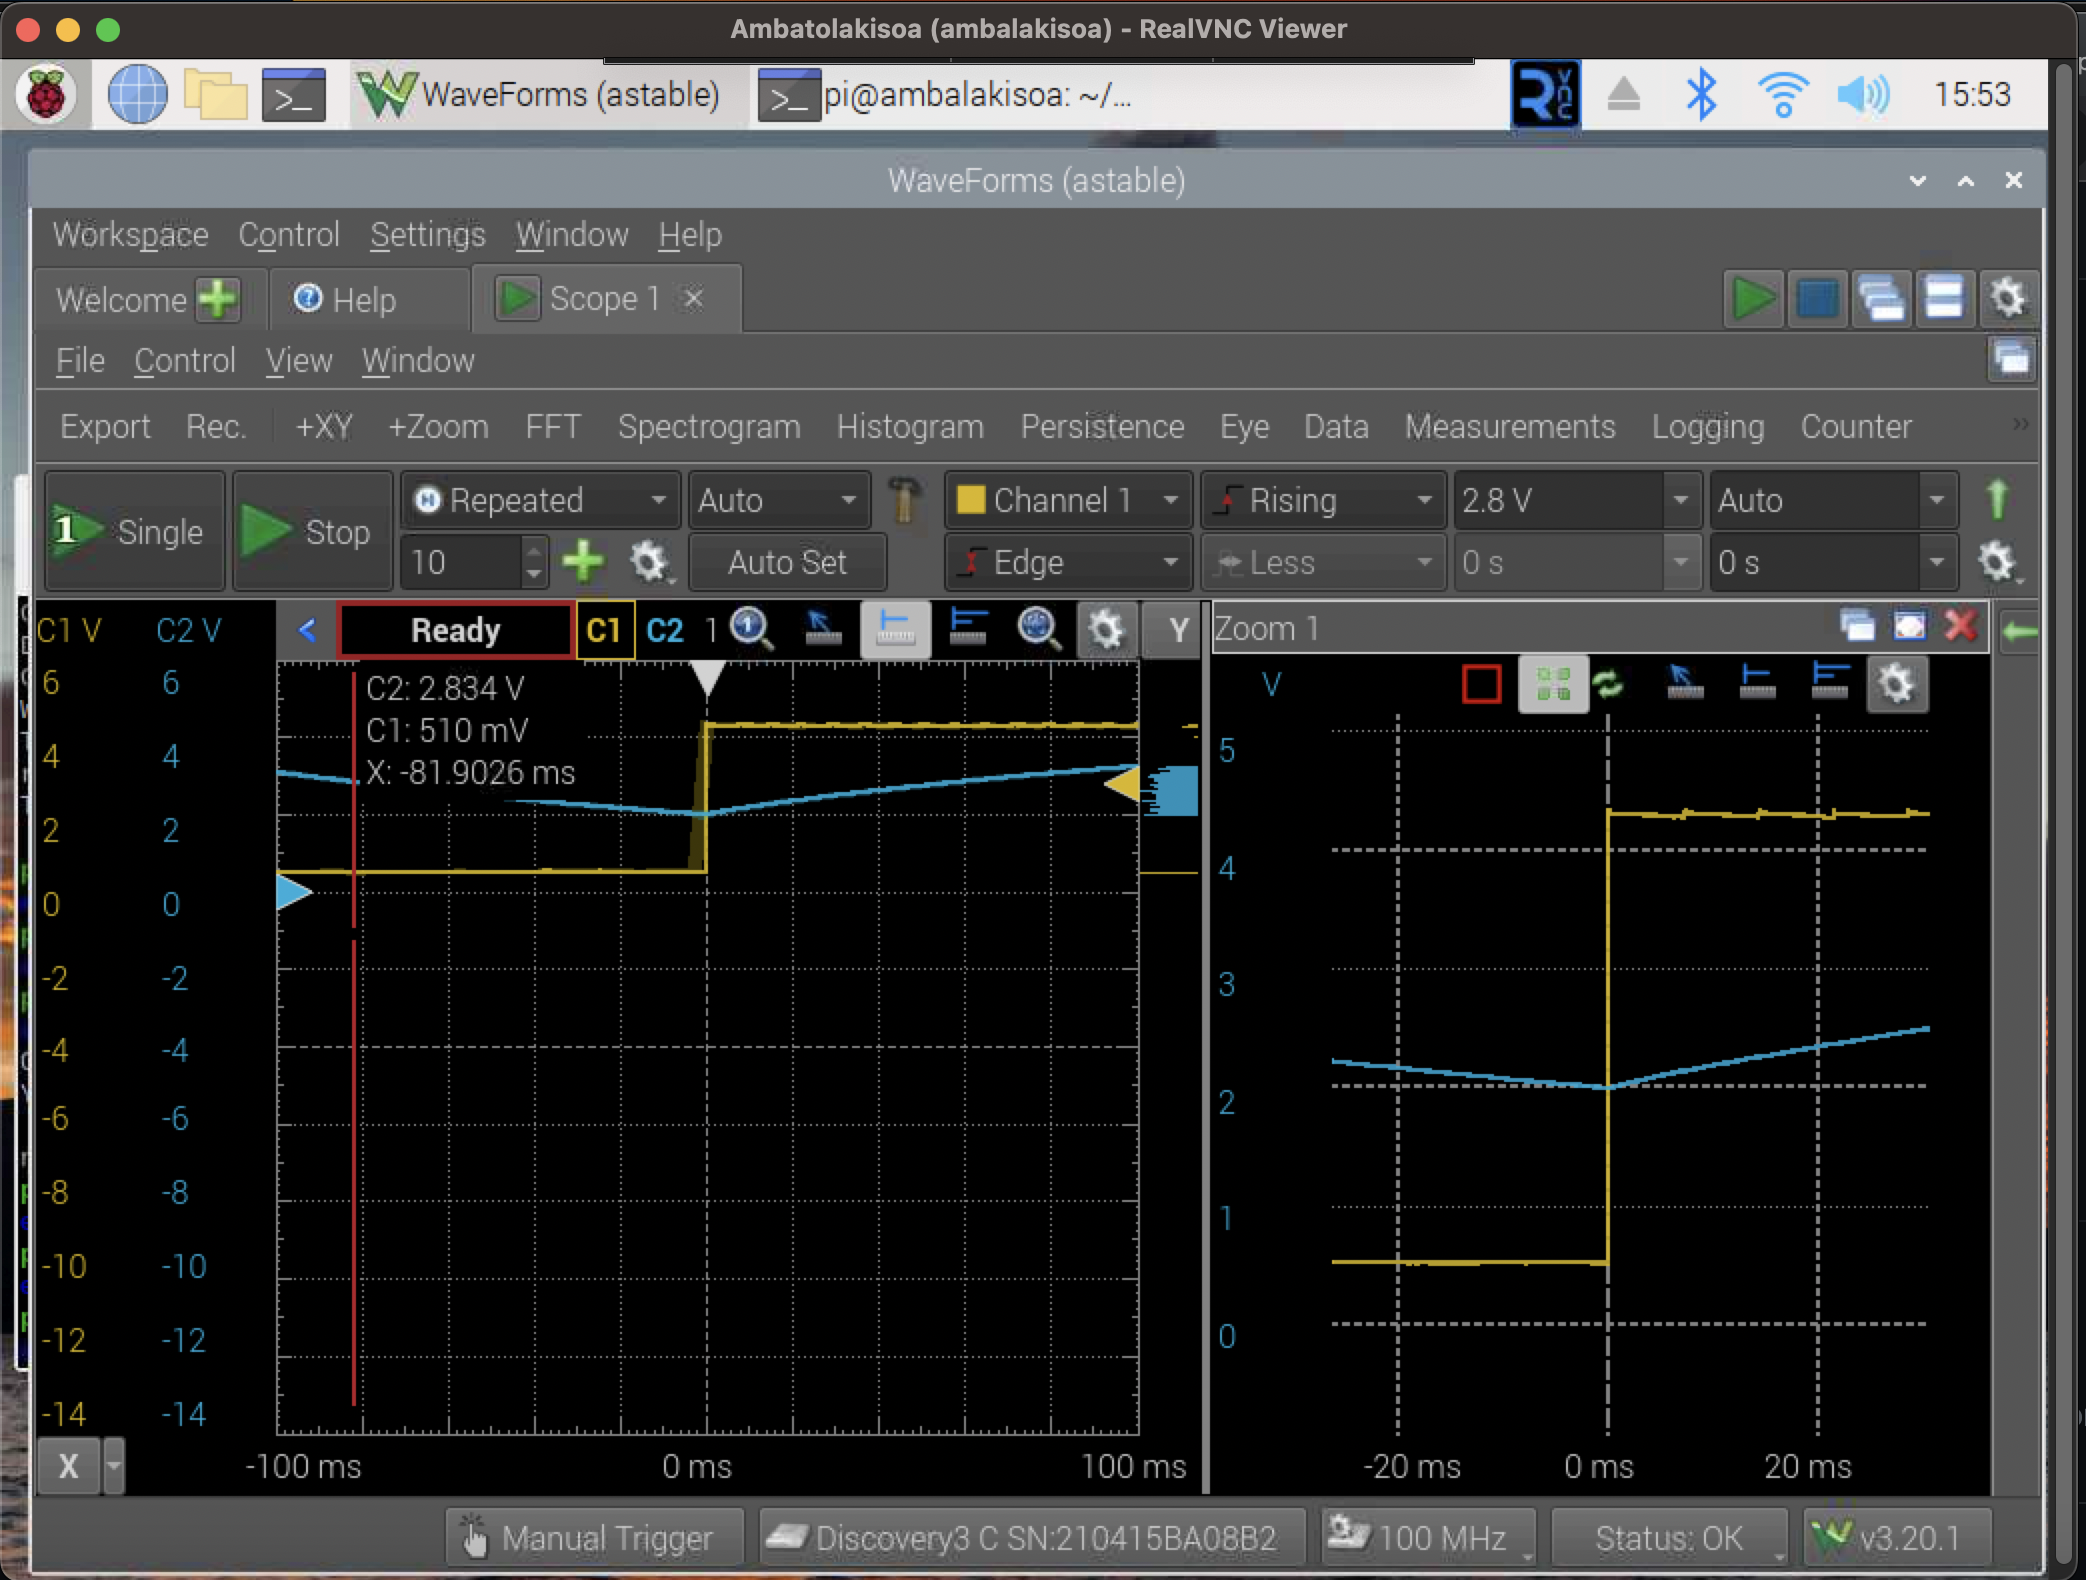 Ambatolakisoa (ambalakisoa) - RealVNC Viewer
WaveForms (astable)
pi@ambalakisoa: ~/...
15:53
WaveForms (astable)
Workspace Control Settings Window Help
Welcome Help Scope 1
File Control View Window
Export Rec. +XY +Zoom FFT Spectrogram Histogram Persistence Eye Data Measurements Logging Counter »
1 Single Stop Repeated Auto Channel 1 Rising 2.8 V Auto
10 Auto Set Edge Less 0 s 0 s
C1 V C2 V < Ready C1 C2 1 Y Zoom 1
C2: 2.834 V
C1: 510 mV
X: -81.9026 ms
V
6 6
4 4
2 2
0 0
-2 -2
-4 -4
-6 -6
-8 -8
-10 -10
-12 -12
-14 -14
5
4
3
2
1
0
X -100 ms 0 ms 100 ms -20 ms 0 ms 20 ms
Manual Trigger Discovery3 C SN:210415BA08B2 100 MHz Status: OK v3.20.1